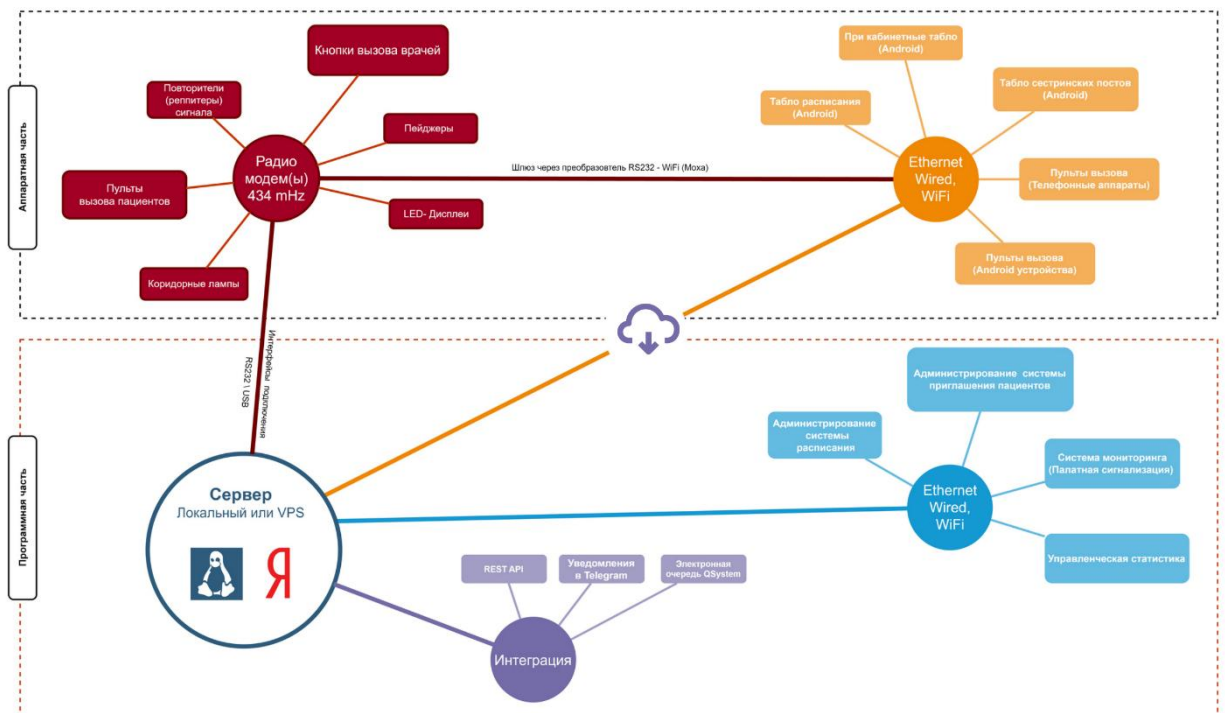 Аппаратная часть
Кнопки вызова врачей
Повторители
(реппитеры)
сигнала
Пейджеры
Радио
модем(ы)
434 mHz
Пульты
вызова пациентов
LED- Дисплеи
Коридорные лампы
Шлюз через преобразовтель RS232 - WiFi (Moxa)
При кабинетные табло
(Android)
Табло расписания
(Android)
Табло сестринских постов
(Android)
Ethernet
Wired,
WiFi
Пульты вызова
(Телефонные аппараты)
Пульты вызова
(Android устройства)
Интерфейсы подключения
RS232 \ USB
Программная часть
Сервер
Локальный или VPS
Я
Администрирование системы
приглашения пациентов
Администрирование
системы
расписания
Ethernet
Wired,
WiFi
Система мониторинга
(Палатная сигнализация)
Управленческая статистика
REST API
Уведомления
в Telegram
Электронная
очередь QSystem
Интеграция